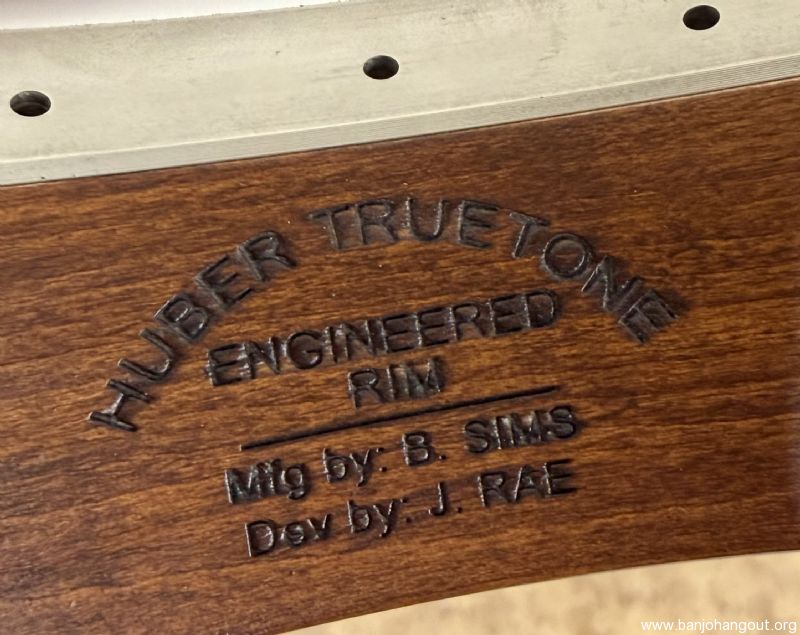 HUBER TRUETONE
ENGINEERED
RIM
Mfg by: B. SIMS
Dev by: J. RAE
www.banjohangout.org